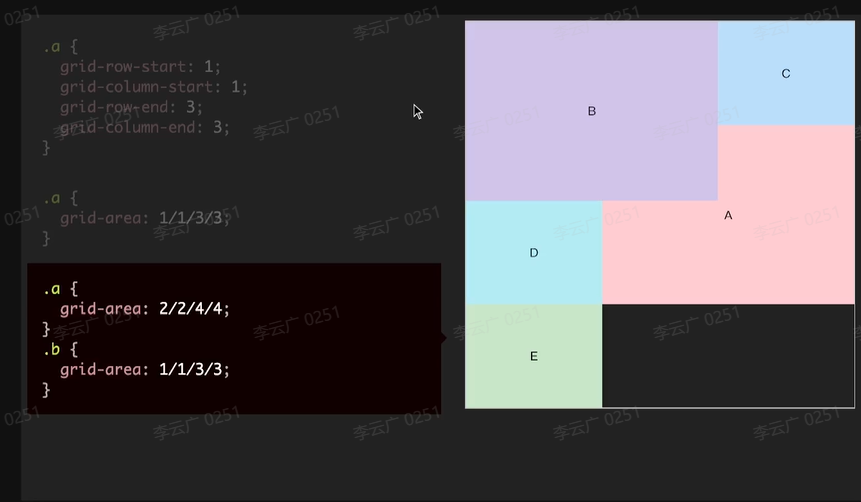 .a {
grid-row-start: 1;
grid-column-start: 1;
grid-row-end: 3;
grid-column-end: 3;
}
.a {
grid-area: 1/1/3/3;
}
.a {
grid-area: 2/2/4/4;
}
.b {
grid-area: 1/1/3/3;
}
B
C
A
D
E
李云广 0251